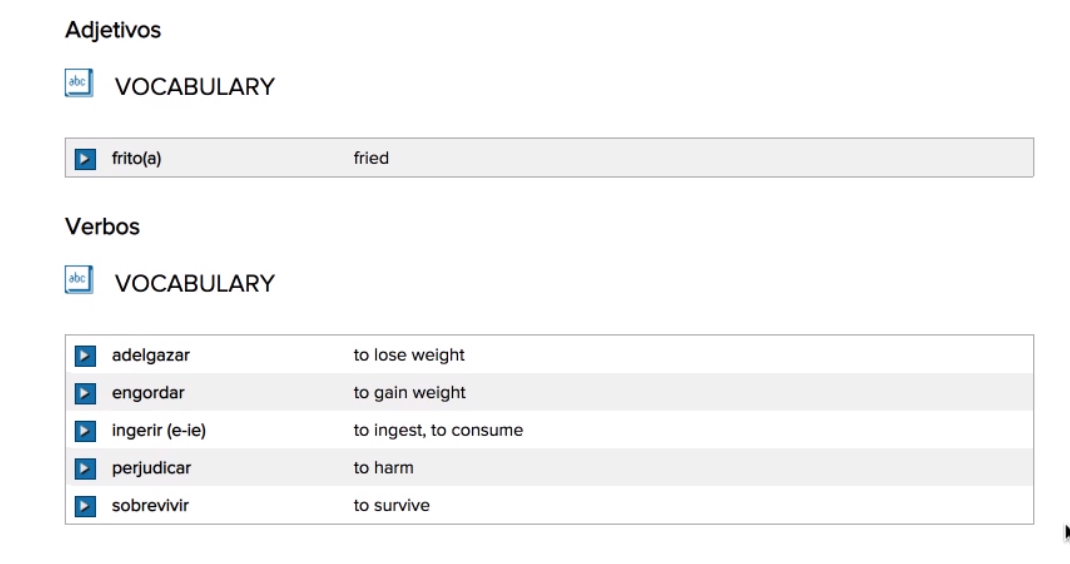 Adjetivos
abc VOCABULARY
frito(a) fried
Verbos
abc VOCABULARY
adelgazar to lose weight
engordar to gain weight
ingerir (e-ie) to ingest, to consume
perjudicar to harm
sobrevivir to survive